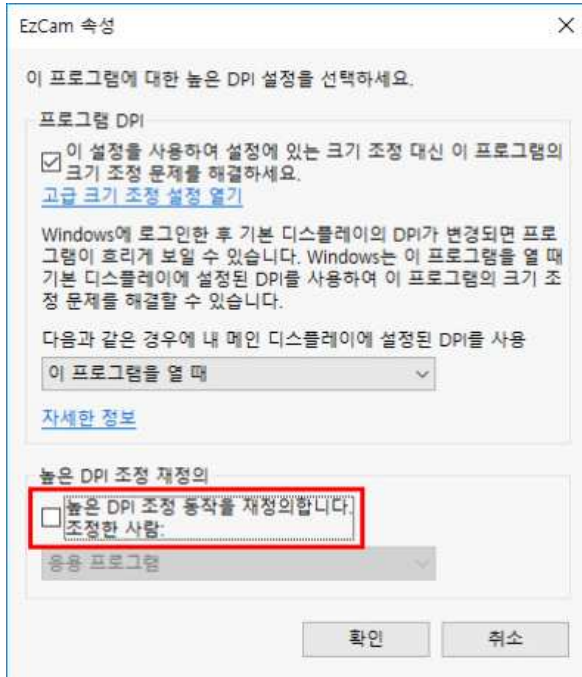 EzCam 속성
이 프로그램에 대한 높은 DPI 설정을 선택하세요.
프로그램 DPI
이 설정을 사용하여 설정에 있는 크기 조정 대신 이 프로그램의
크기 조정 문제를 해결하세요.
고급 크기 조정 설정 열기
Windows에 로그인한 후 기본 디스플레이의 DPI가 변경되면 프로
그램이 흐리게 보일 수 있습니다. Windows는 이 프로그램을 열 때
기본 디스플레이에 설정된 DPI를 사용하여 이 프로그램의 크기 조
정 문제를 해결할 수 있습니다.
다음과 같은 경우에 내 메인 디스플레이에 설정된 DPI를 사용
이 프로그램을 열 때
자세한 정보
높은 DPI 조정 재정의
높은 DPI 조정 동작을 재정의합니다.
조정한 사람:
응용 프로그램
확인
취소